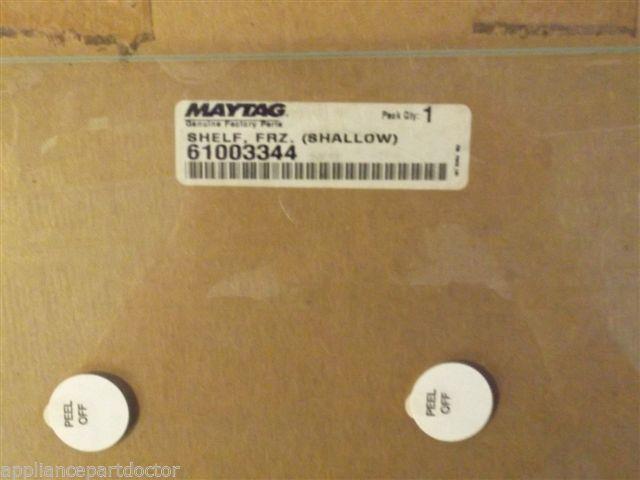 MAYTAG
Genuine Factory Parts
Pack Qty: 1
SHELF, FRZ. (SHALLOW)
61003344
PEEL
OFF
PEEL
OFF
appliancepartdoctor